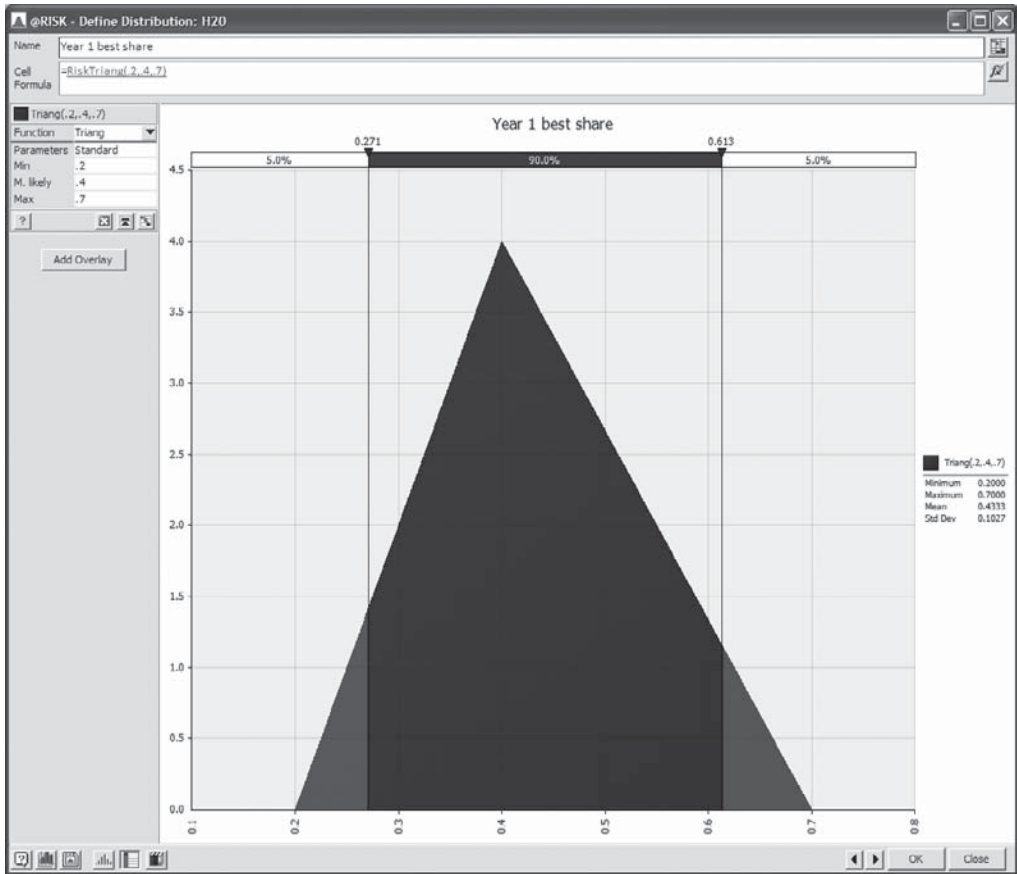 @RISK - Define Distribution: H20
Name Year 1 best share
Cell Formula =RiskTriang(.2,.4,.7)
Triang(.2,.4,.7)
Function Triang
Parameters Standard
Min .2
M. likely .4
Max .7
Add Overlay
Year 1 best share
0.271 0.613
5.0% 90.0% 5.0%
4.5
4.0
3.5
3.0
2.5
2.0
1.5
1.0
0.5
0.0
0.1 0.2 0.3 0.4 0.5 0.6 0.7 0.8
Triang(.2,.4,.7)
Minimum 0.2000
Maximum 0.7000
Mean 0.4333
Std Dev 0.1027
OK Close